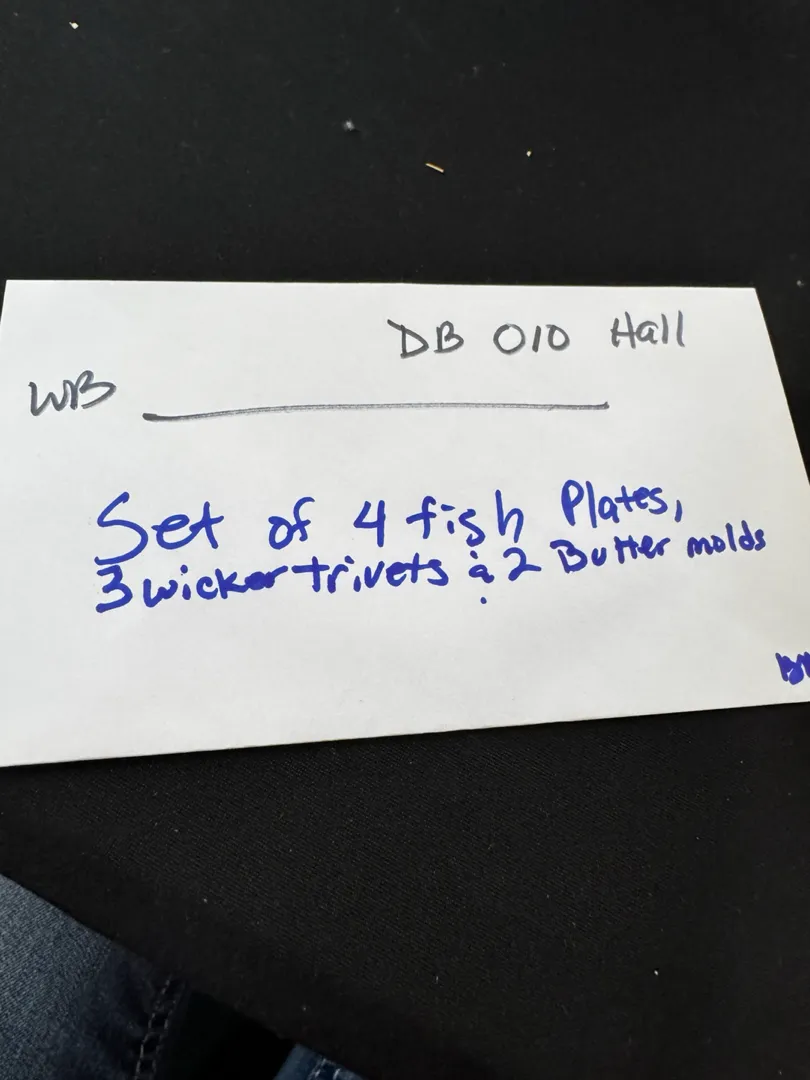 DB 010 Hall
WB
Set of 4 fish Plates,
3 wicker trivets & 2 Butter molds